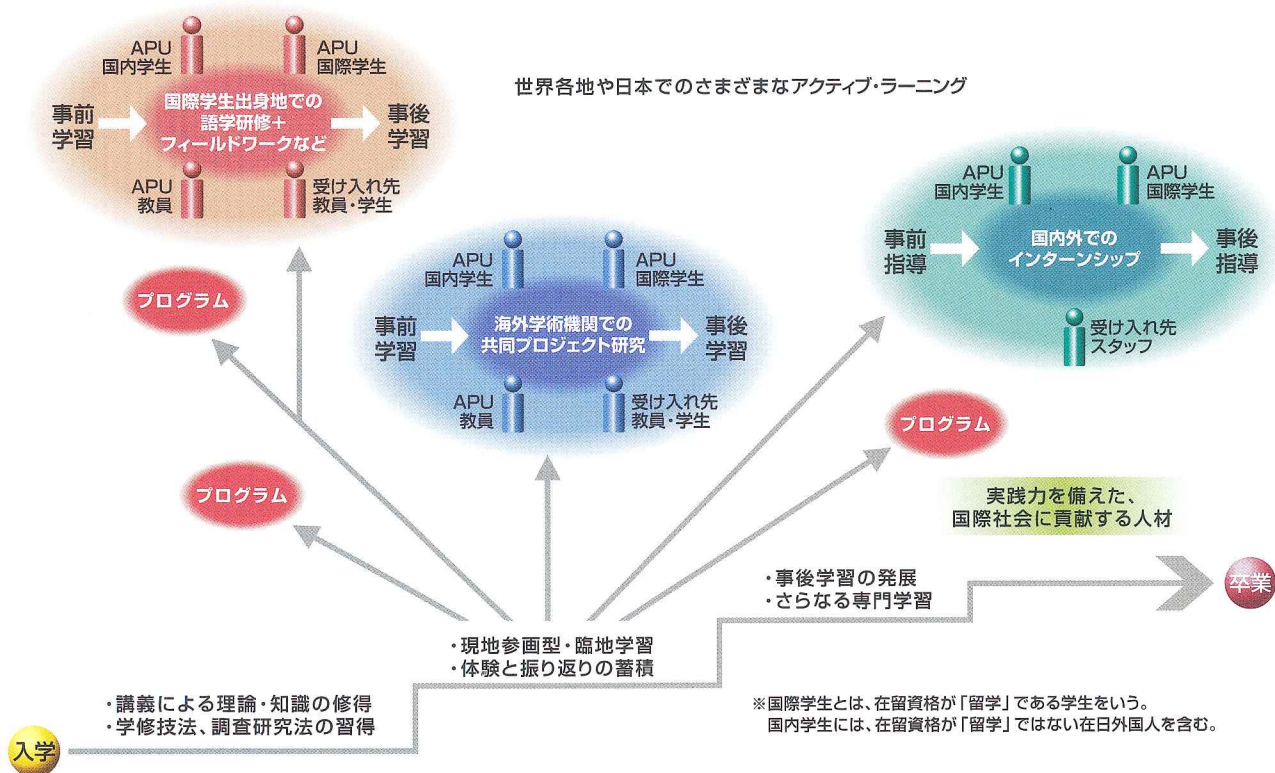 世界各地や日本でのさまざまなアクティブ・ラーニング
APU
国内学生
APU
国際学生
事前
学習
国際学生出身地での
語学研修+
フィールドワークなど
事後
学習
APU
教員
受け入れ先
教員・学生
APU
国内学生
APU
国際学生
事前
学習
海外学術機関での
共同プロジェクト研究
事後
学習
APU
教員
受け入れ先
教員・学生
APU
国内学生
APU
国際学生
事前
指導
国内外での
インターンシップ
事後
指導
受け入れ先
スタッフ
プログラム
プログラム
プログラム
実践力を備えた、
国際社会に貢献する人材
卒業
・事後学習の発展
・さらなる専門学習
・現地参画型・臨地学習
・体験と振り返りの蓄積
・講義による理論・知識の修得
・学修技法、調査研究法の習得
入学
※国際学生とは、在留資格が「留学」である学生をいう。
国内学生には、在留資格が「留学」ではない在日外国人を含む。